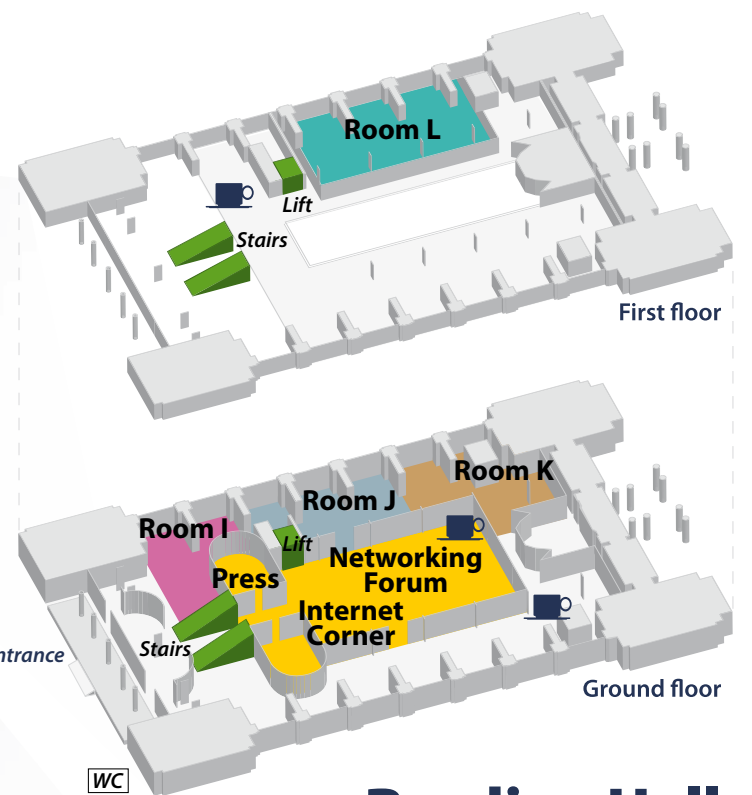 Room L
Lift
Stairs
First floor
Room K
Room J
Room I
Lift
Networking
Forum
Press
Internet
Corner
Stairs
ntrance
Ground floor
WC